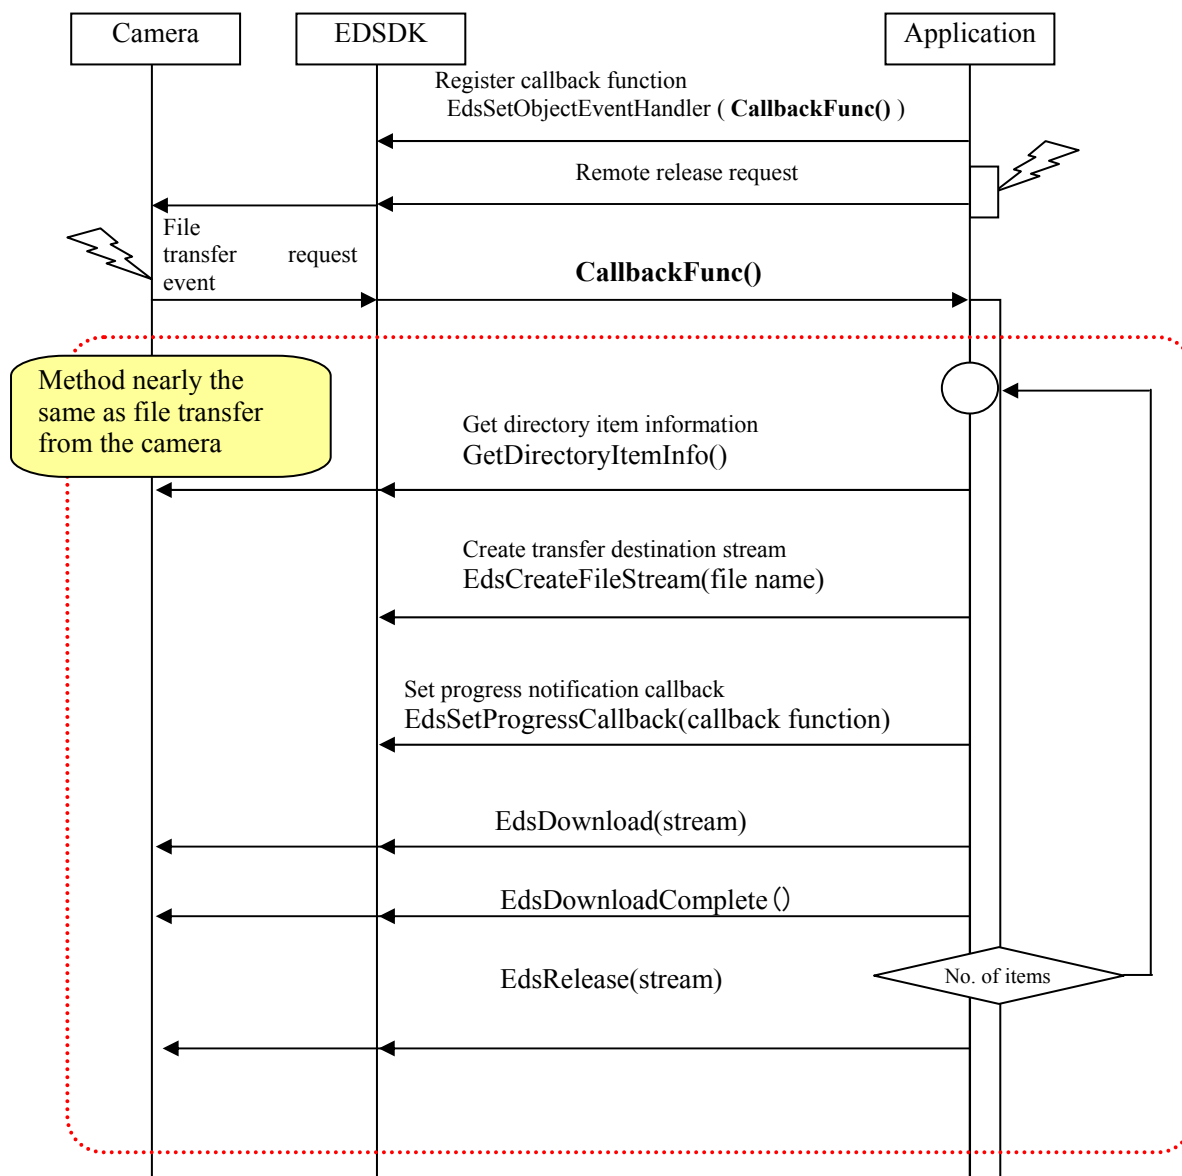 Camera
EDSDK
Application
Register callback function
EdsSetObjectEventHandler ( CallbackFunc() )
Remote release request
File
transfer request
event
CallbackFunc()
Method nearly the
same as file transfer
from the camera
Get directory item information
GetDirectoryItemInfo()
Create transfer destination stream
EdsCreateFileStream(file name)
Set progress notification callback
EdsSetProgressCallback(callback function)
EdsDownload(stream)
EdsDownloadComplete()
EdsRelease(stream)
No. of items